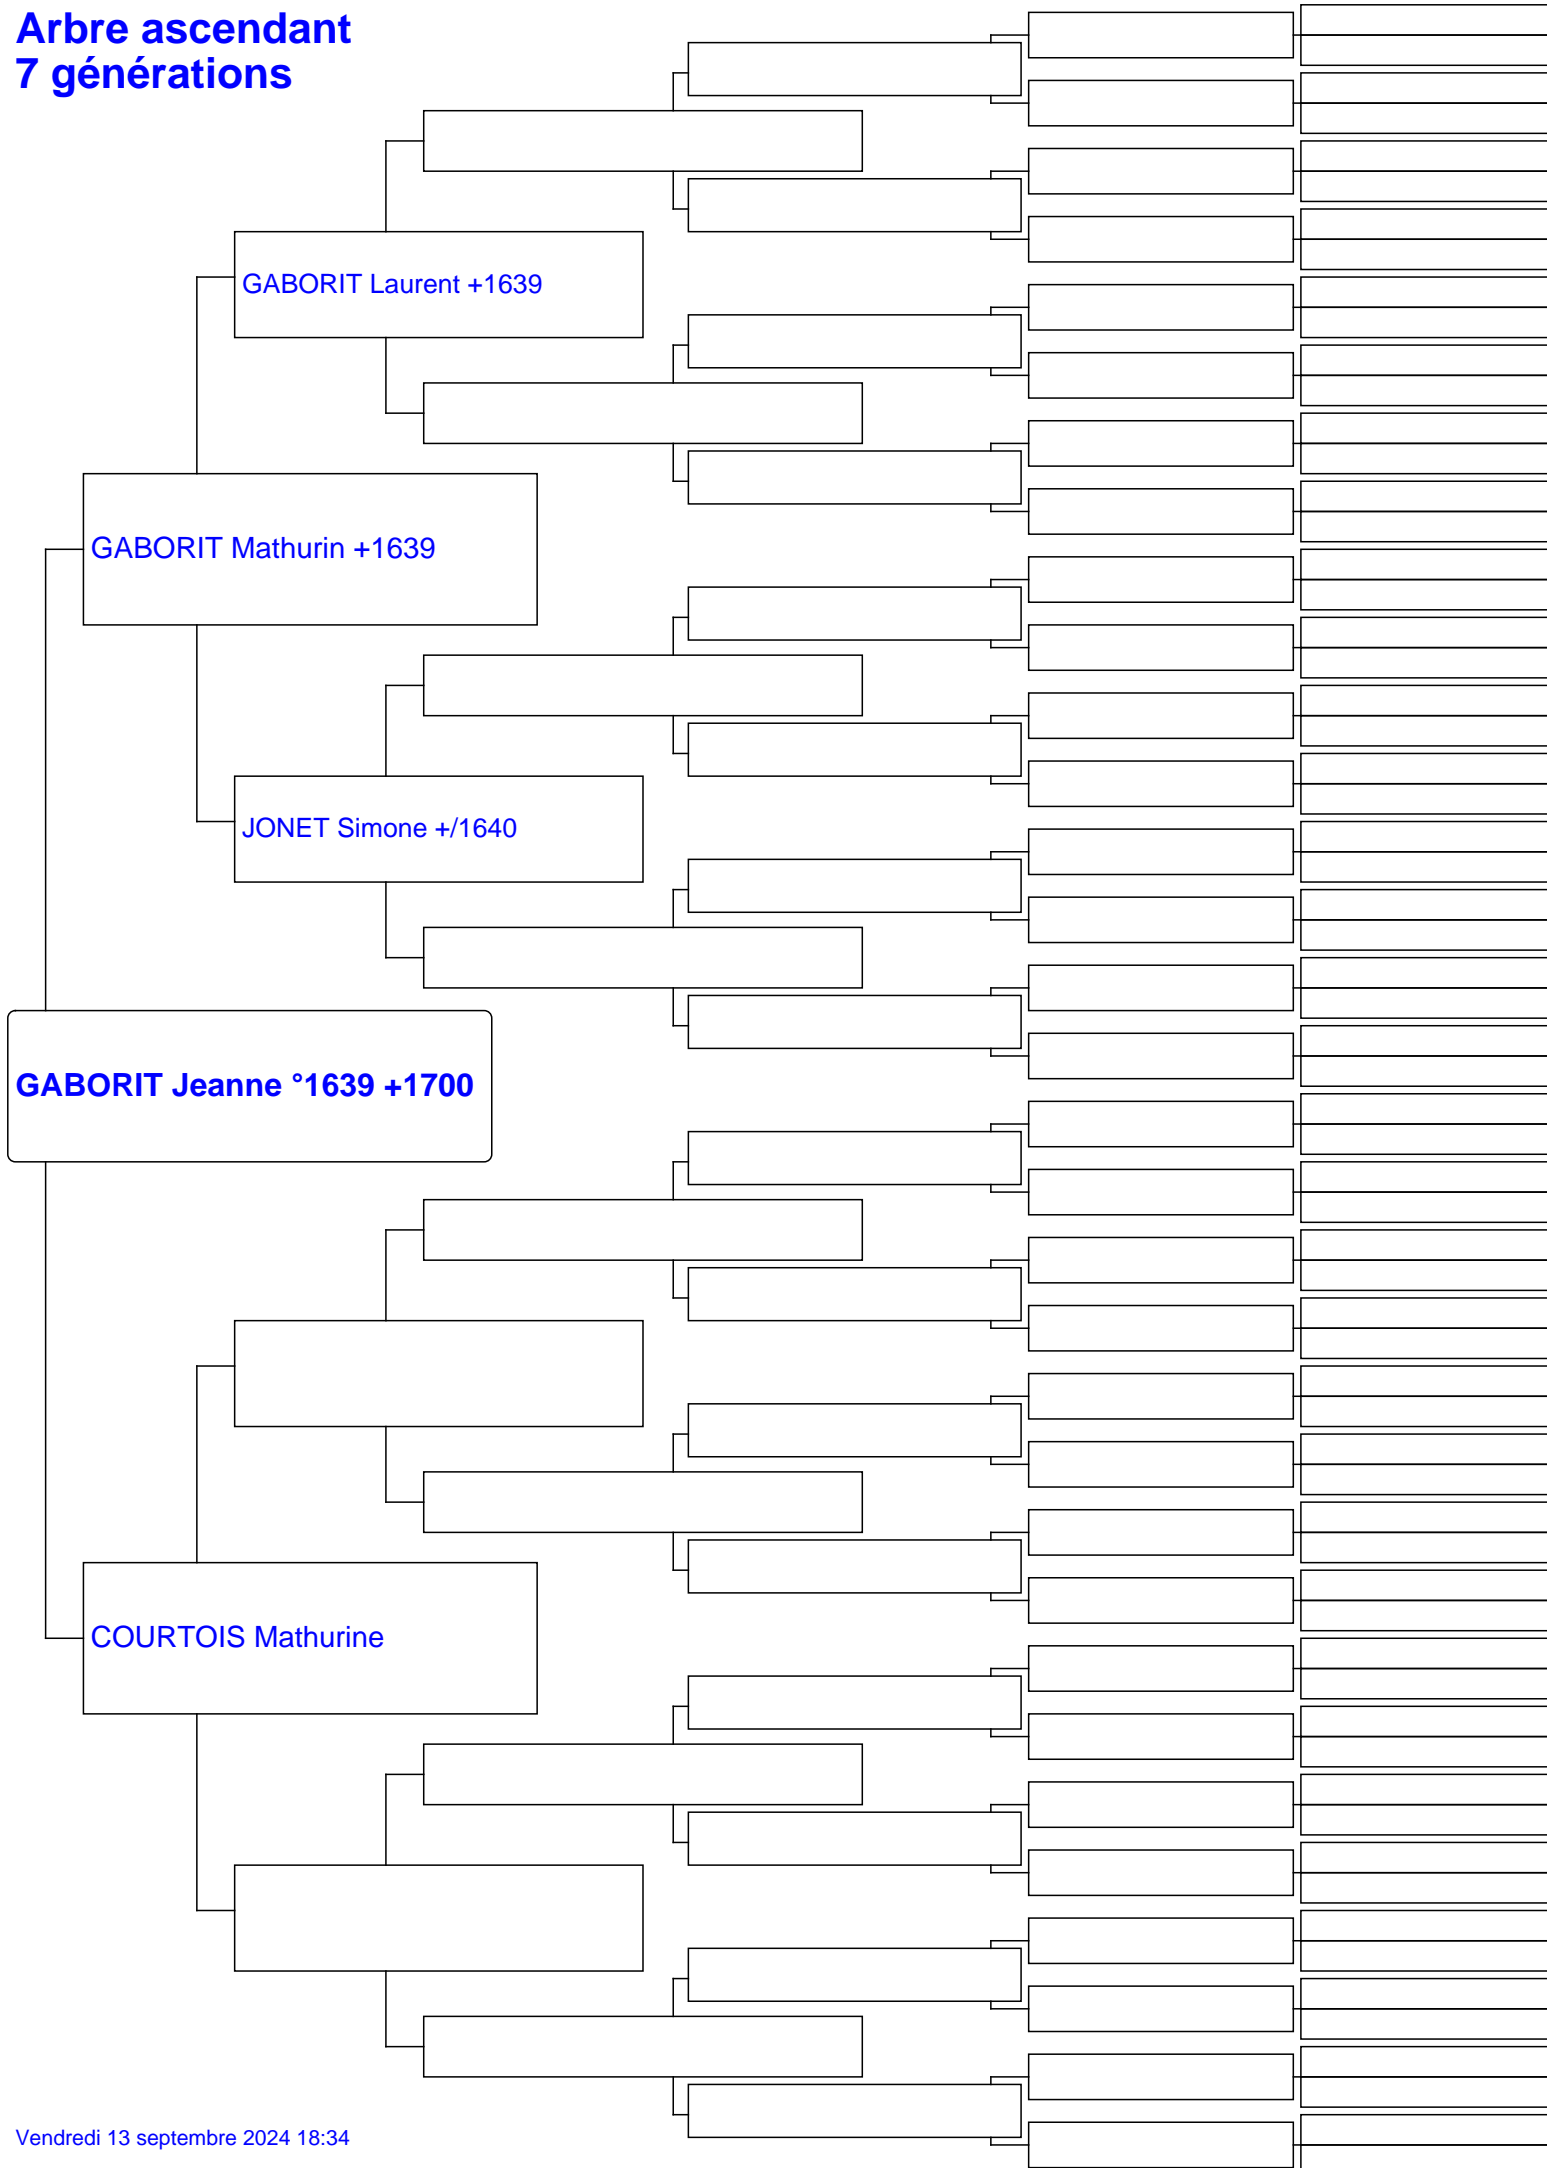 Arbre ascendant
7 générations
GABORIT Laurent +1639
GABORIT Mathurin +1639
JONET Simone +/1640
GABORIT Jeanne °1639 +1700
COURTOIS Mathurine
Vendredi 13 septembre 2024 18:34